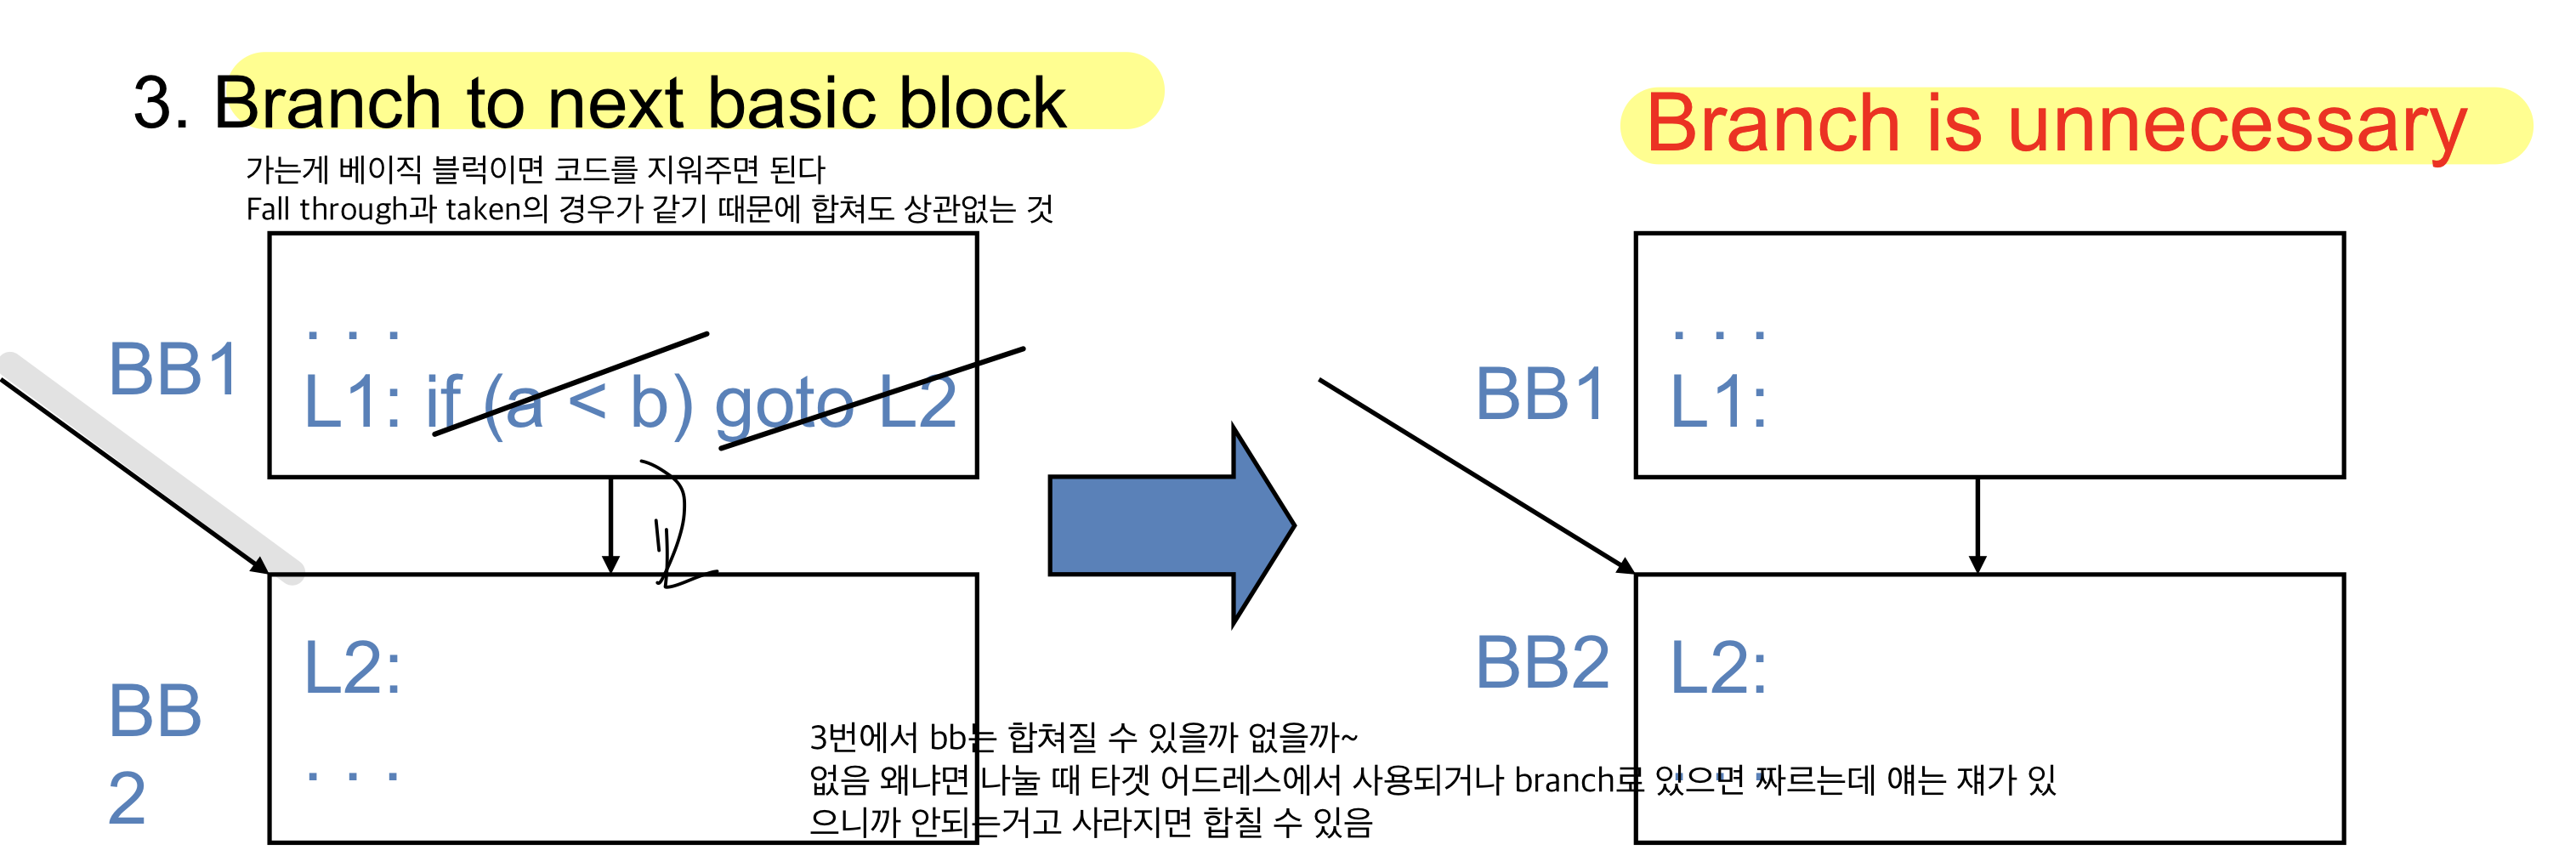 3. Branch to next basic block
Branch is unnecessary
가는게 베이직 블럭이면 코드를 지워주면 된다
Fall through과 taken의 경우가 같기 때문에 합쳐도 상관없는 것
. . .
BB1
L1: if (a < b) goto L2
. . .
BB1
L1:
L2:
BB
2
. . .
BB2
L2:
. . .
3번에서 bb는 합쳐질 수 있을까 없을까~
없음 왜냐면 나눌 때 타겟 어드레스에서 사용되거나 branch로 있으면 짜르는데 얘는 쟤가 있
으니까 안되는거고 사라지면 합칠 수 있음